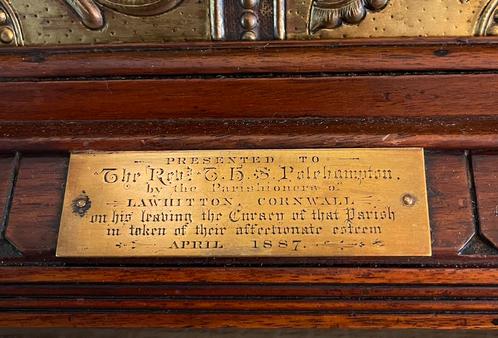 PRESENTED TO
The Revd. T. H. S. Polehampton.
by the Parishioners of
LAWHITTON, CORNWALL
on his leaving the Curacy of that Parish
in token of their affectionate esteem
APRIL 1887.